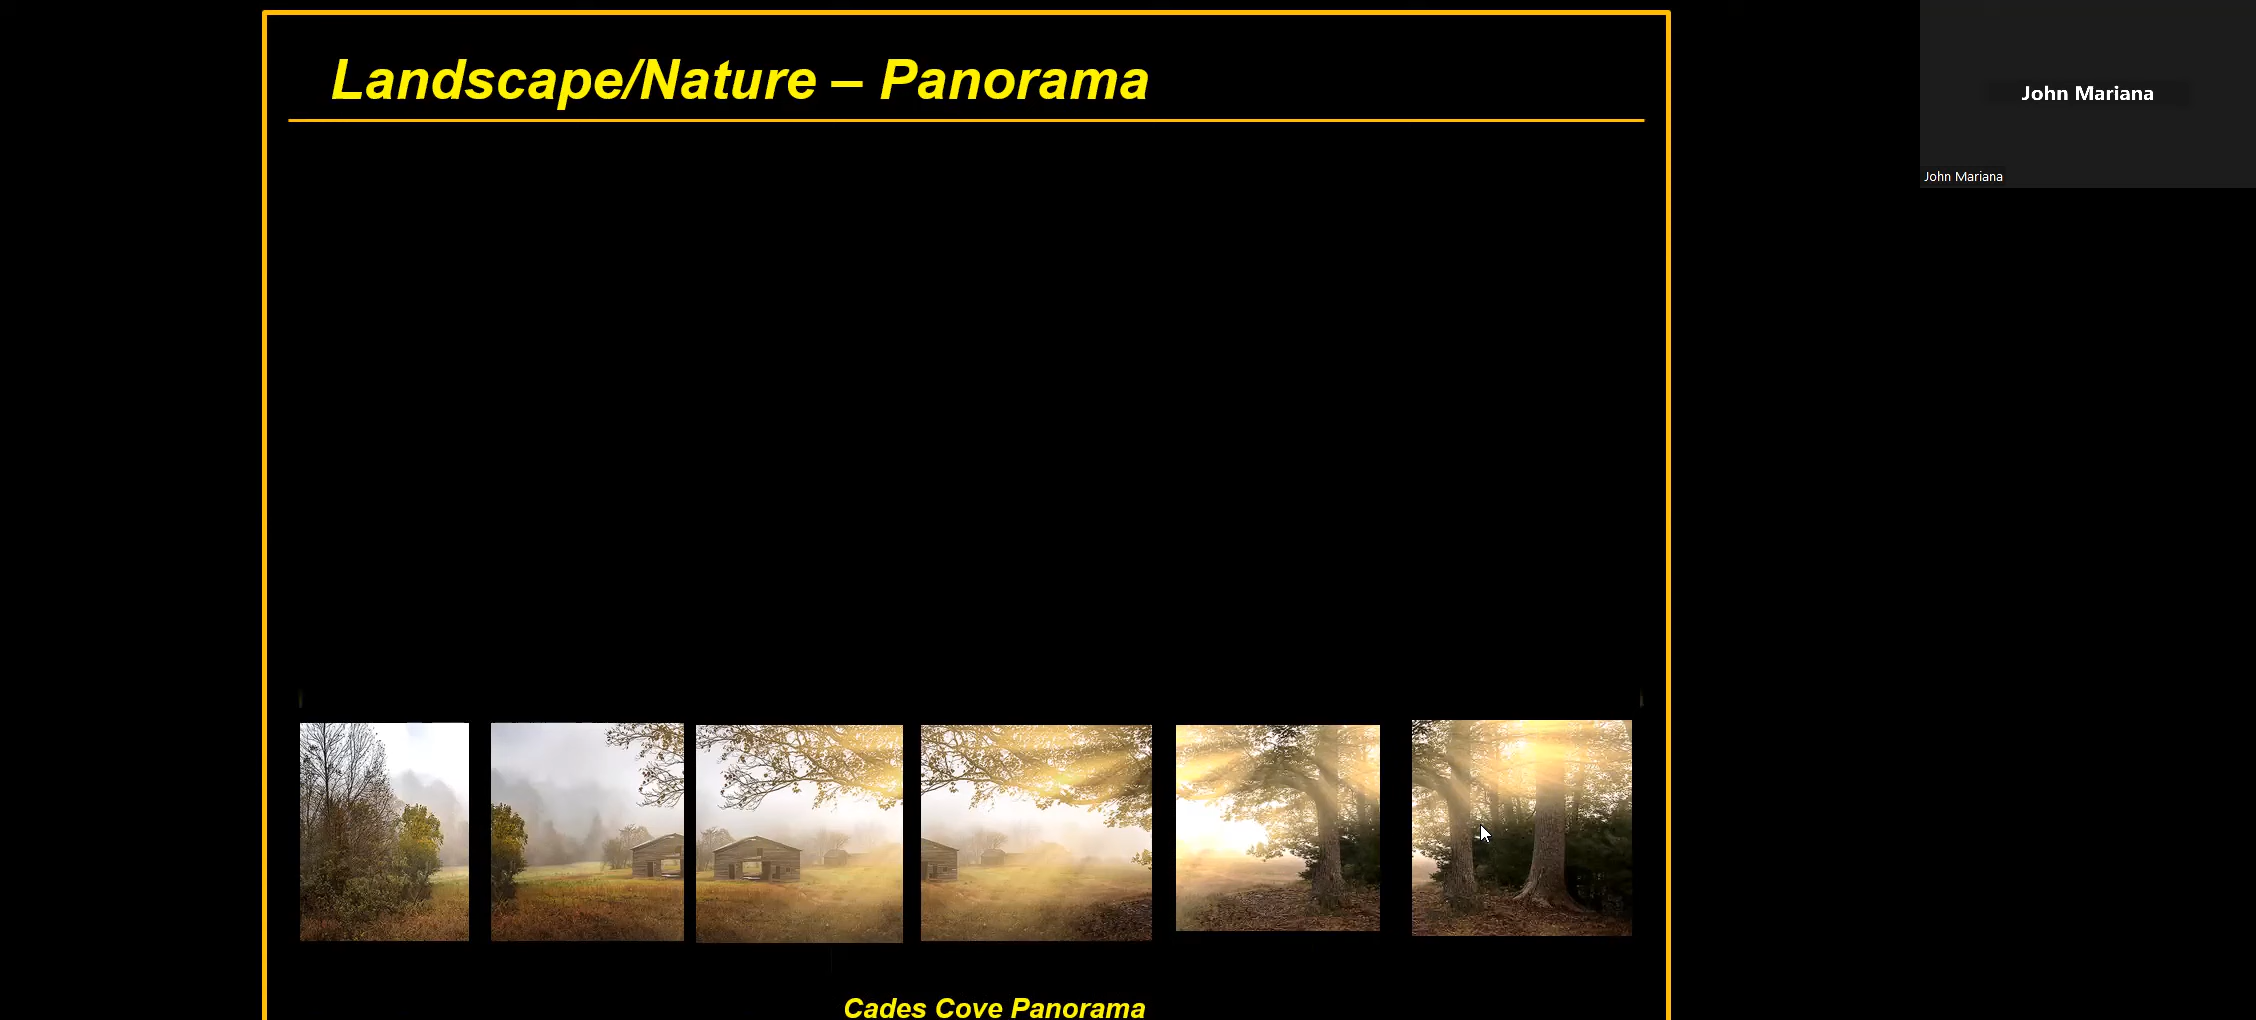 Landscape/Nature – Panorama
John Mariana
John Mariana
Cades Cove Panorama